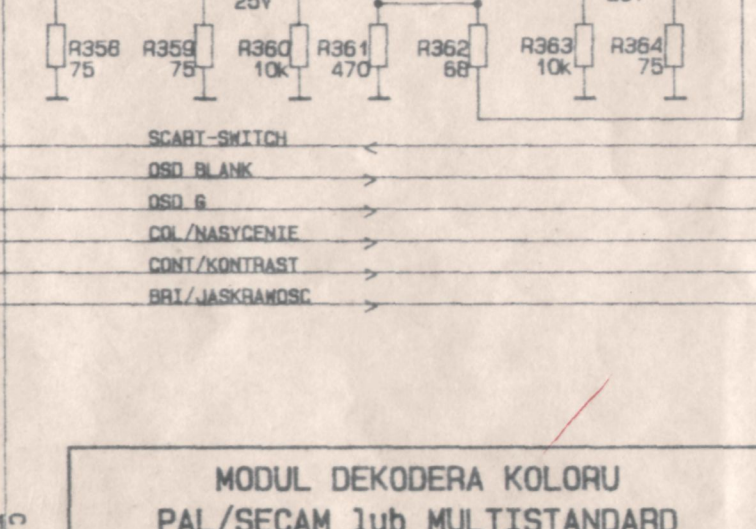 25V
R358 R359 R360 R361 R362 R363 R364
75 75 10k 470 68 10k 75
SCART-SWITCH
OSD BLANK
OSD G
COL/NASYCENIE
CONT/KONTRAST
BRI/JASKRAWOSC
MODUL DEKODERA KOLORU
PAL/SECAM lub MULTISTANDARD